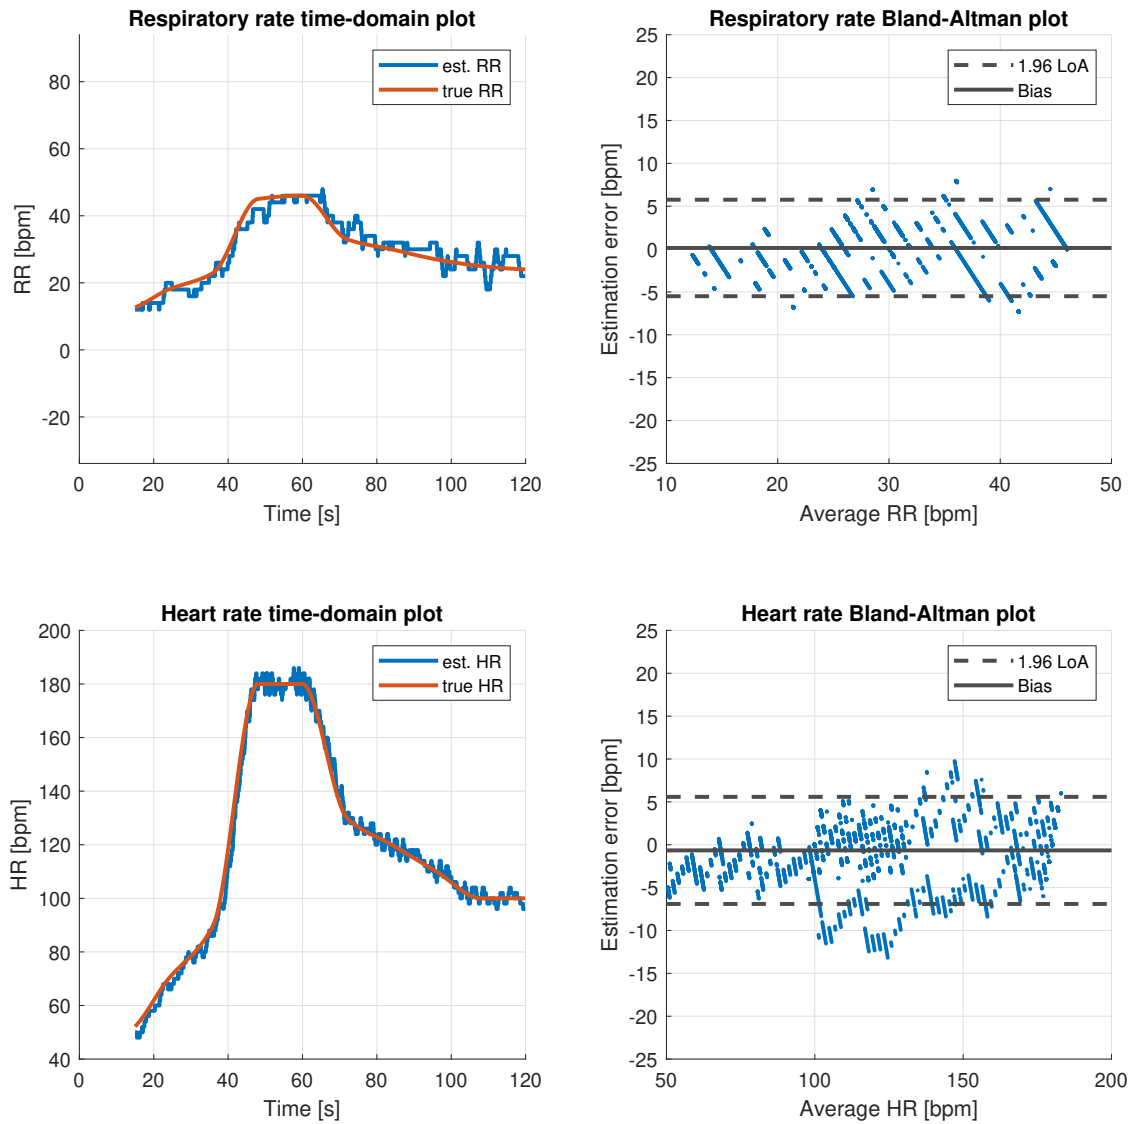 Respiratory rate time-domain plot
est. RR
true RR
RR [bpm]
80
60
40
20
0
-20
0 20 40 60 80 100 120
Time [s]
Respiratory rate Bland-Altman plot
1.96 LoA
Bias
Estimation error [bpm]
25
20
15
10
5
0
-5
-10
-15
-20
-25
10 20 30 40 50
Average RR [bpm]
Heart rate time-domain plot
est. HR
true HR
HR [bpm]
200
180
160
140
120
100
80
60
40
0 20 40 60 80 100 120
Time [s]
Heart rate Bland-Altman plot
1.96 LoA
Bias
Estimation error [bpm]
25
20
15
10
5
0
-5
-10
-15
-20
-25
50 100 150 200
Average HR [bpm]